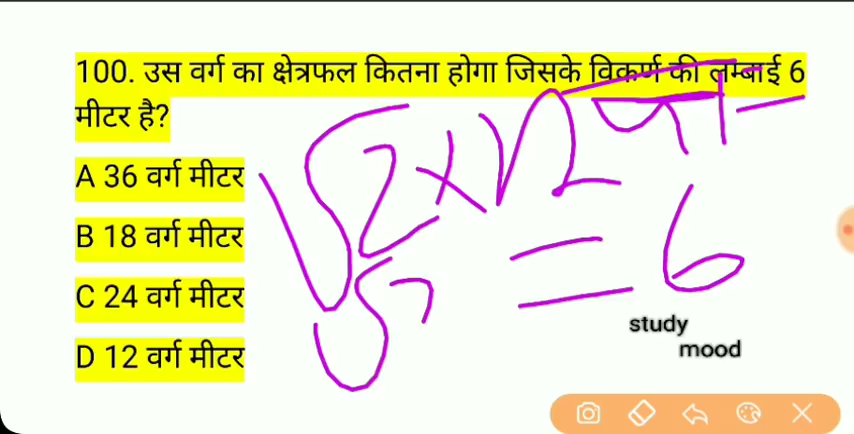 100. उस वर्ग का क्षेत्रफल कितना होगा जिसके विकर्ण की लम्बाई 6
मीटर है?
A 36 वर्ग मीटर
B 18 वर्ग मीटर
C 24 वर्ग मीटर
D 12 वर्ग मीटर
√2 ×
= 6
study
mood